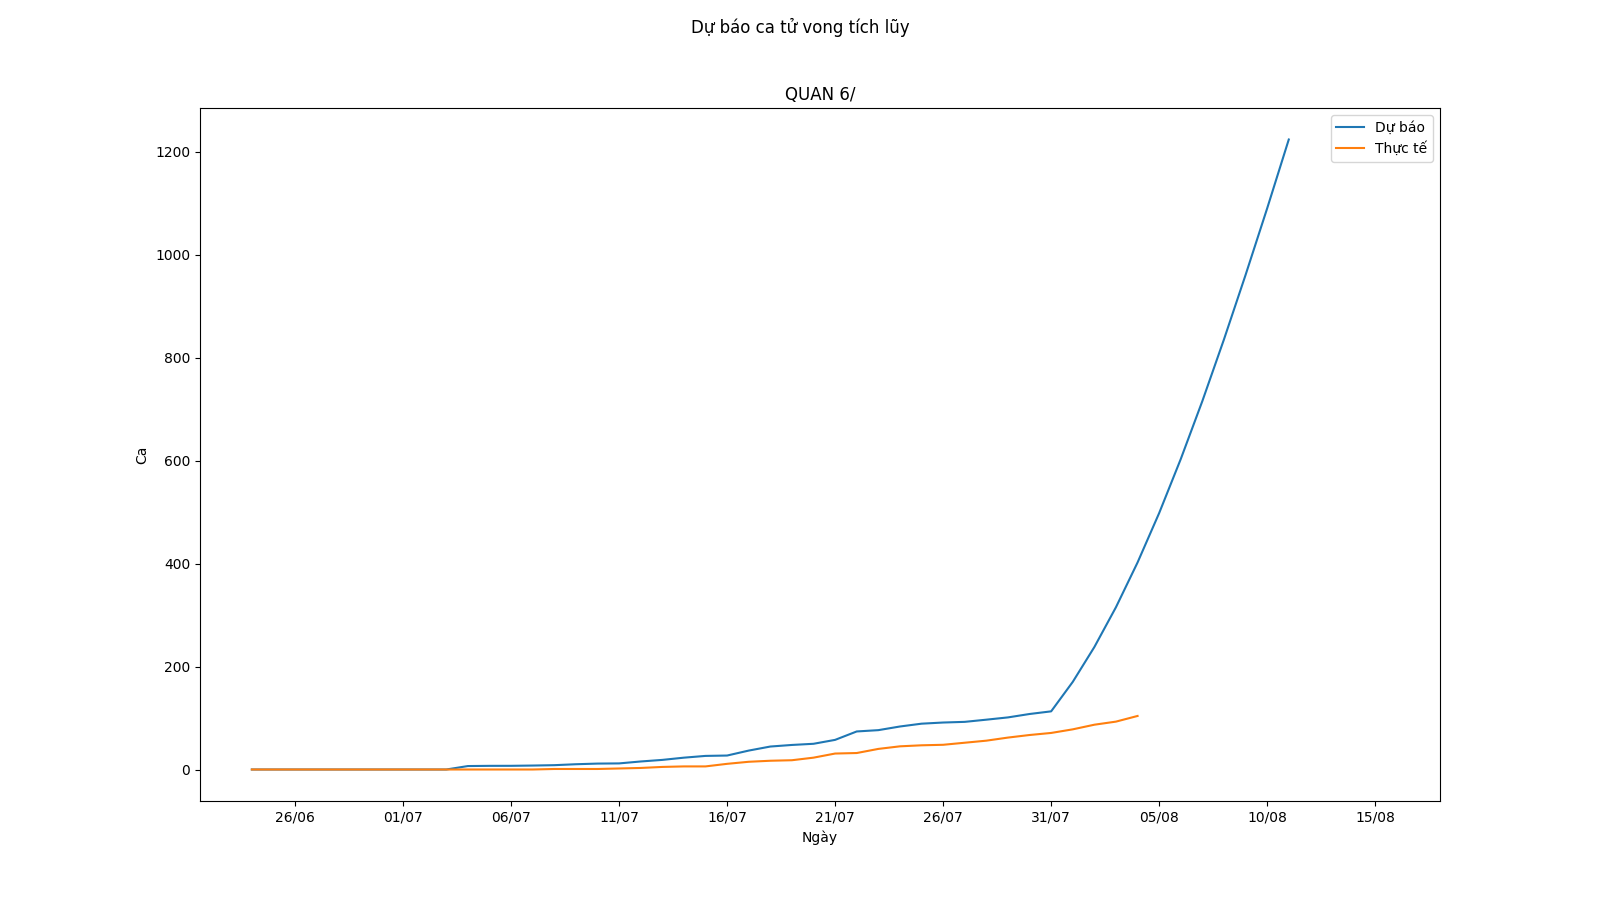 Dự báo ca tử vong tích lũy
QUAN 6/
Dự báo
Thực tế
1200
1000
800
600
400
200
0
Ca
26/06 01/07 06/07 11/07 16/07 21/07 26/07 31/07 05/08 10/08 15/08
Ngày